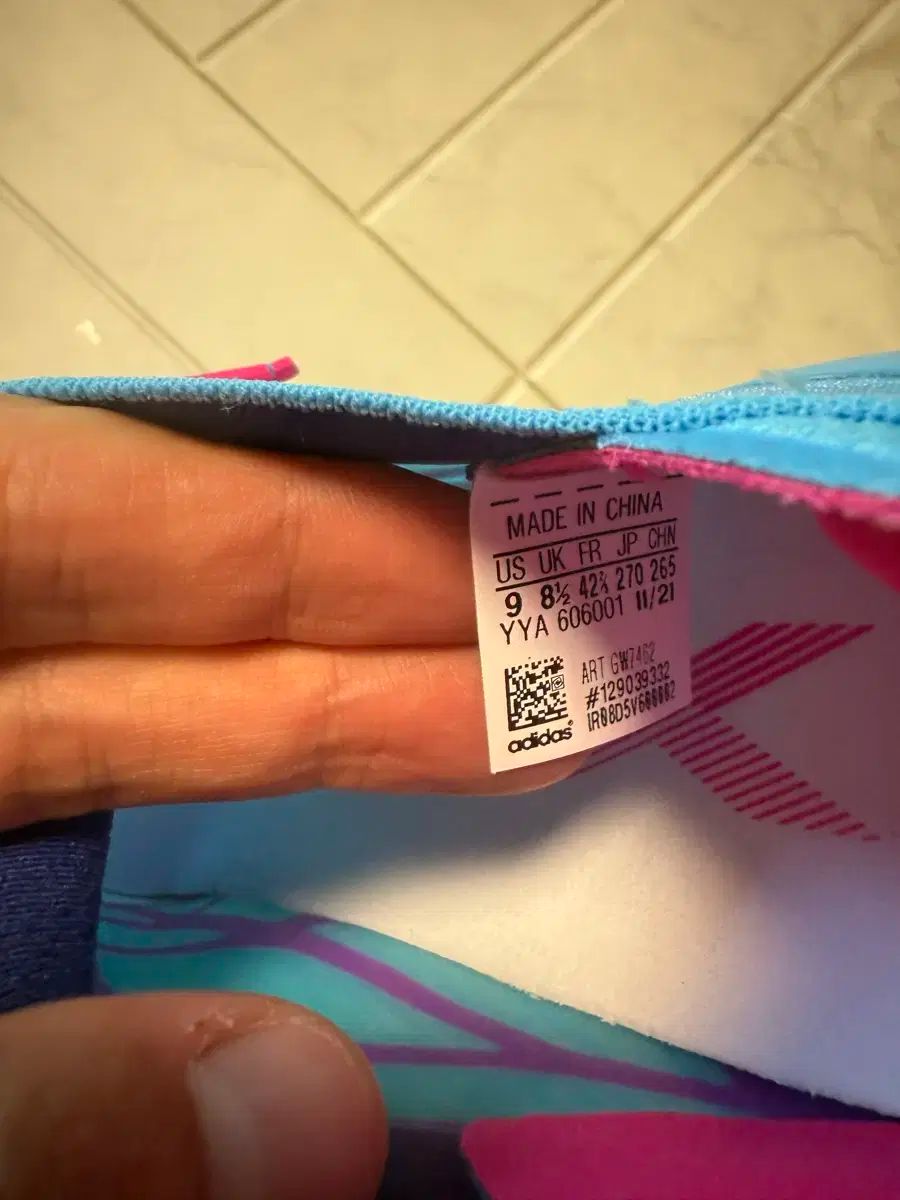 MADE IN CHINA
US UK FR JP CHN
9 8½ 42⅔ 270 265
YYA 606001 11/21
ART GW7462
#129039332
adidas®